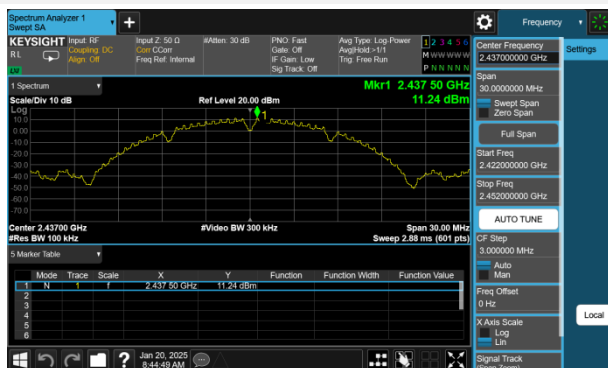 Spectrum Analyzer 1
Swept SA
+
Frequency
KEYSIGHT Input: RF
RL
Coupling: DC
Align: Off
Input Z: 50 Ω
Corr CCorr
Freq Ref: Internal
#Atten: 30 dB
PNO: Fast
Gate: Off
IF Gain: Low
Sig Track: Off
Avg Type: Log-Power
Avg|Hold:>1/1
Trig: Free Run
1 2 3 4 5 6
M W W W W W
P N N N N N
1 Spectrum
Scale/Div 10 dB
Log
Ref Level 20.00 dBm
Mkr1 2.437 50 GHz
11.24 dBm
1
10.0
0.00
-10.0
-20.0
-30.0
-40.0
-50.0
-60.0
-70.0
Center 2.43700 GHz
#Res BW 100 kHz
#Video BW 300 kHz
Span 30.00 MHz
Sweep 2.88 ms (601 pts)
5 Marker Table
Mode Trace Scale X Y Function Function Width Function Value
1 N 1 f 2.437 50 GHz 11.24 dBm
2
3
4
5
6
?
Jan 20, 2025
8:44:49 AM
Center Frequency
2.437000000 GHz
Span
30.0000000 MHz
Swept Span
Zero Span
Full Span
Start Freq
2.422000000 GHz
Stop Freq
2.452000000 GHz
AUTO TUNE
CF Step
3.000000 MHz
Auto
Man
Freq Offset
0 Hz
X Axis Scale
Log
Lin
Signal Track
(Span Zoom)
Settings
Local